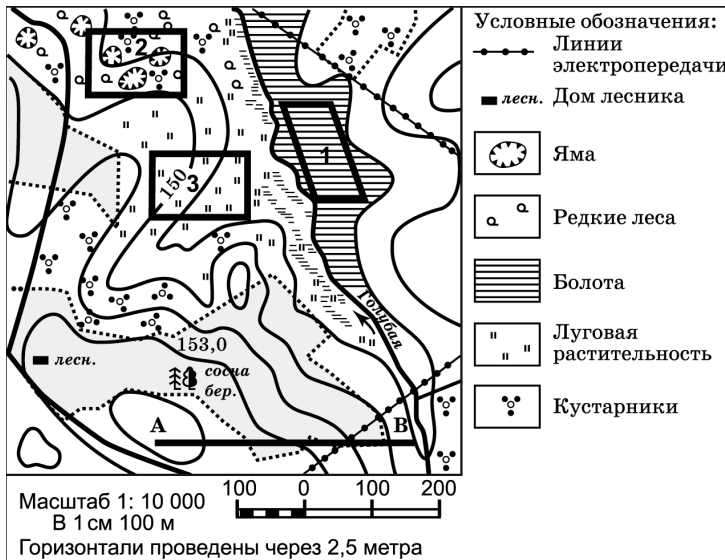 Условные обозначения:
Линии
электропередачи
лесн. Дом лесника
Яма
Редкие леса
Болота
Луговая
растительность
Кустарники
2
1
150
3
Голубая
153,0
лесн.
сосна
бер.
А
В
Масштаб 1: 10 000
В 1 см 100 м
100 0 100 200
Горизонтали проведены через 2,5 метра